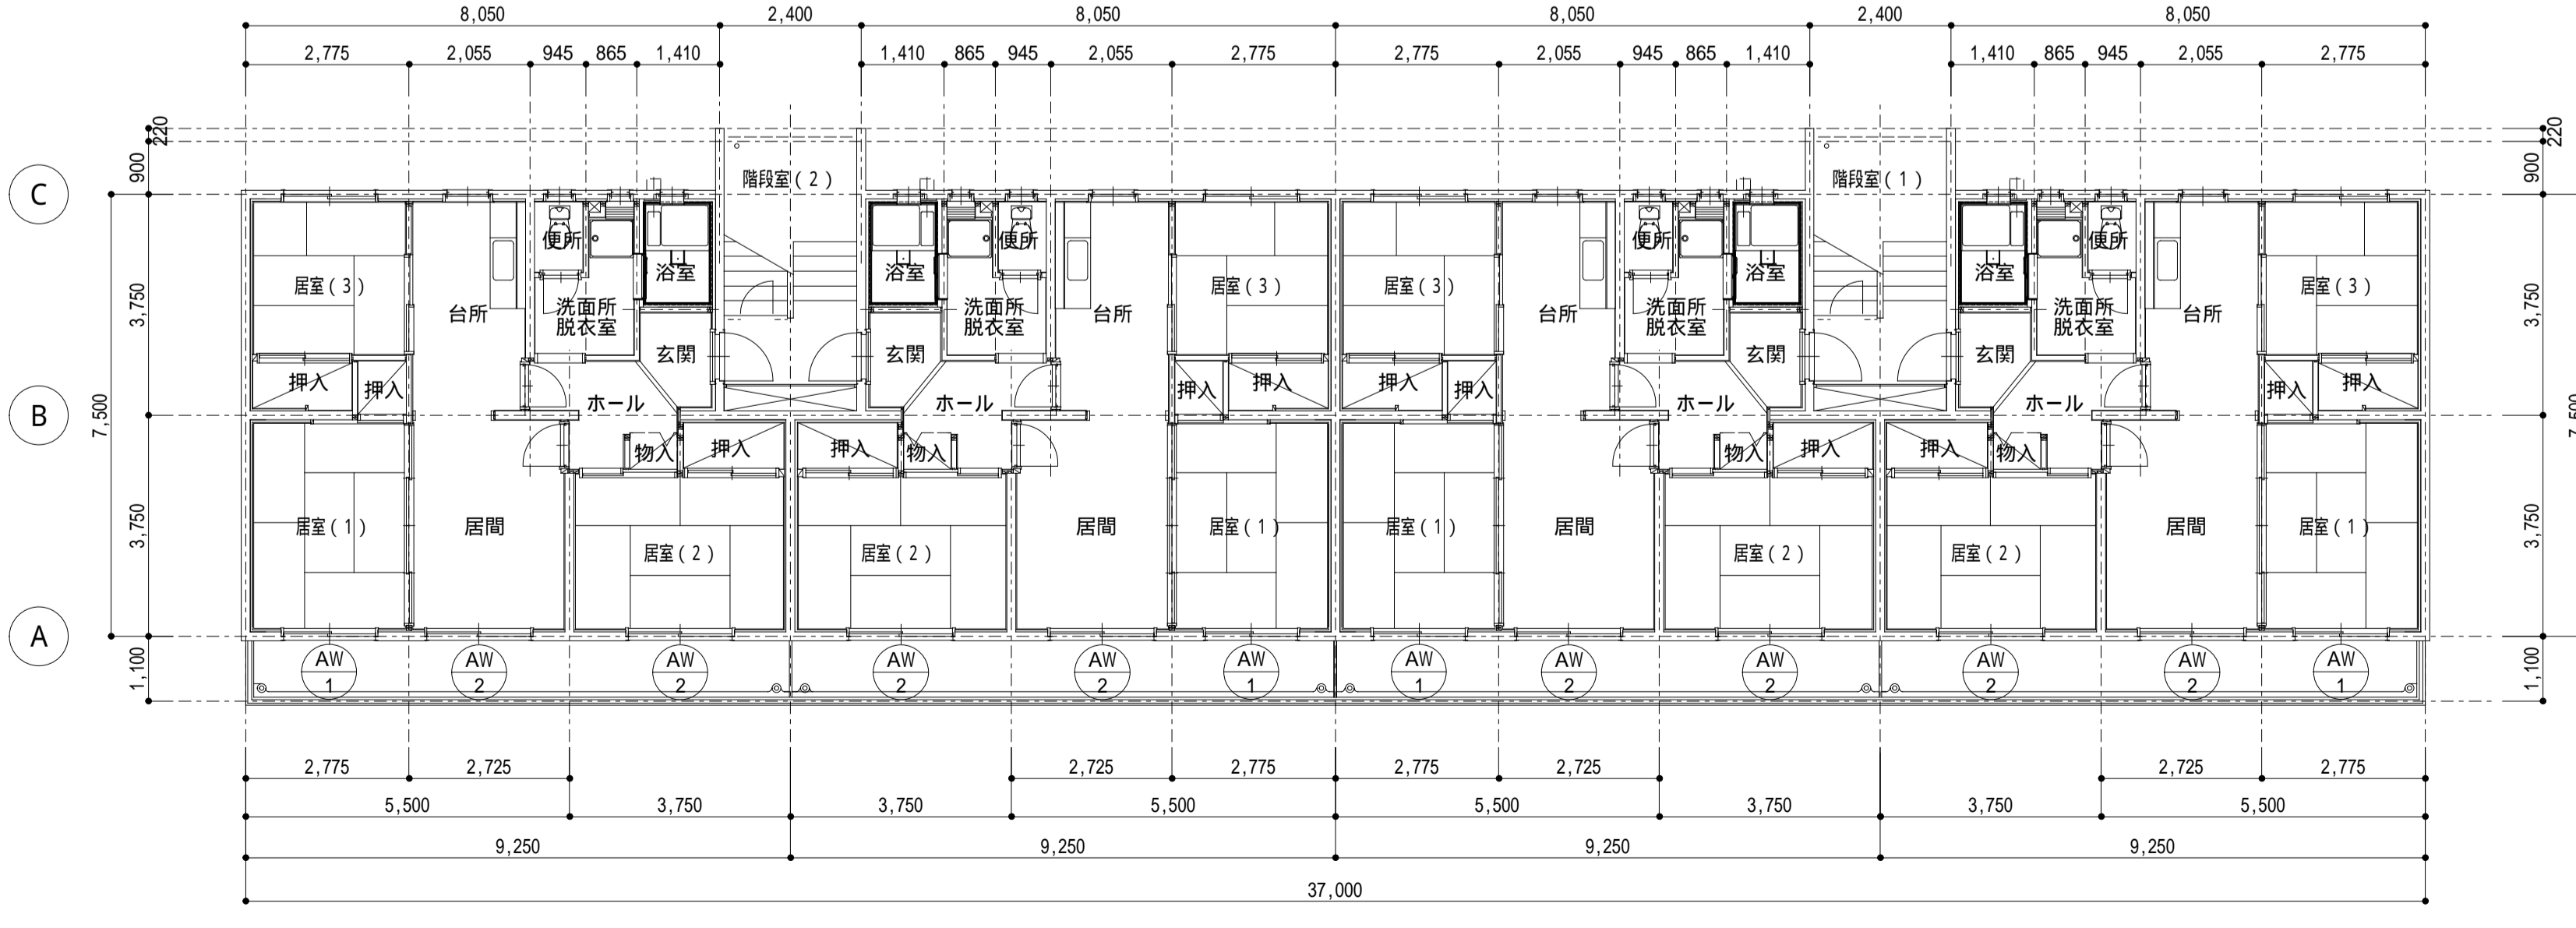 8,050 2,400 8,050 8,050 2,400 8,050
2,775 2,055 945 865 1,410 1,410 865 945 2,055 2,775 2,775 2,055 945 865 1,410 1,410 865 945 2,055 2,775
220 220
900 900
C 階段室(2) 階段室(1)
便所 便所 便所 便所
浴室 浴室 浴室 浴室
居室(3) 居室(3) 居室(3) 居室(3)
3,750 3,750
台所 洗面所 洗面所 台所 台所 洗面所 洗面所 台所
脱衣室 脱衣室 脱衣室 脱衣室
玄関 玄関 玄関 玄関
押入 押入 押入 押入 押入 押入 押入 押入
ホール ホール ホール ホール
B 7,500 7,500
物入 押入 押入 物入 物入 押入 押入 物入
3,750 3,750
居室(1) 居間 居間 居室(1) 居室(1) 居間 居間 居室(1)
居室(2) 居室(2) 居室(2) 居室(2)
A
1,100 1,100
AW AW AW AW AW AW AW AW AW AW AW AW
1 2 2 2 2 1 1 2 2 2 2 1
2,775 2,725 2,725 2,775 2,775 2,725 2,725 2,775
5,500 3,750 3,750 5,500 5,500 3,750 3,750 5,500
9,250 9,250 9,250 9,250
37,000